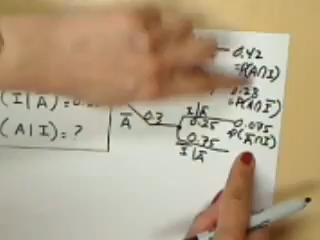 0.42
=P(A∩I)
0.28
=P(A∩I̅)
(I|A̅)=0.
(A|I)=?
A̅
0.3
I|A̅
0.25
0.075
P(A̅∩I)
0.75
I̅|A̅